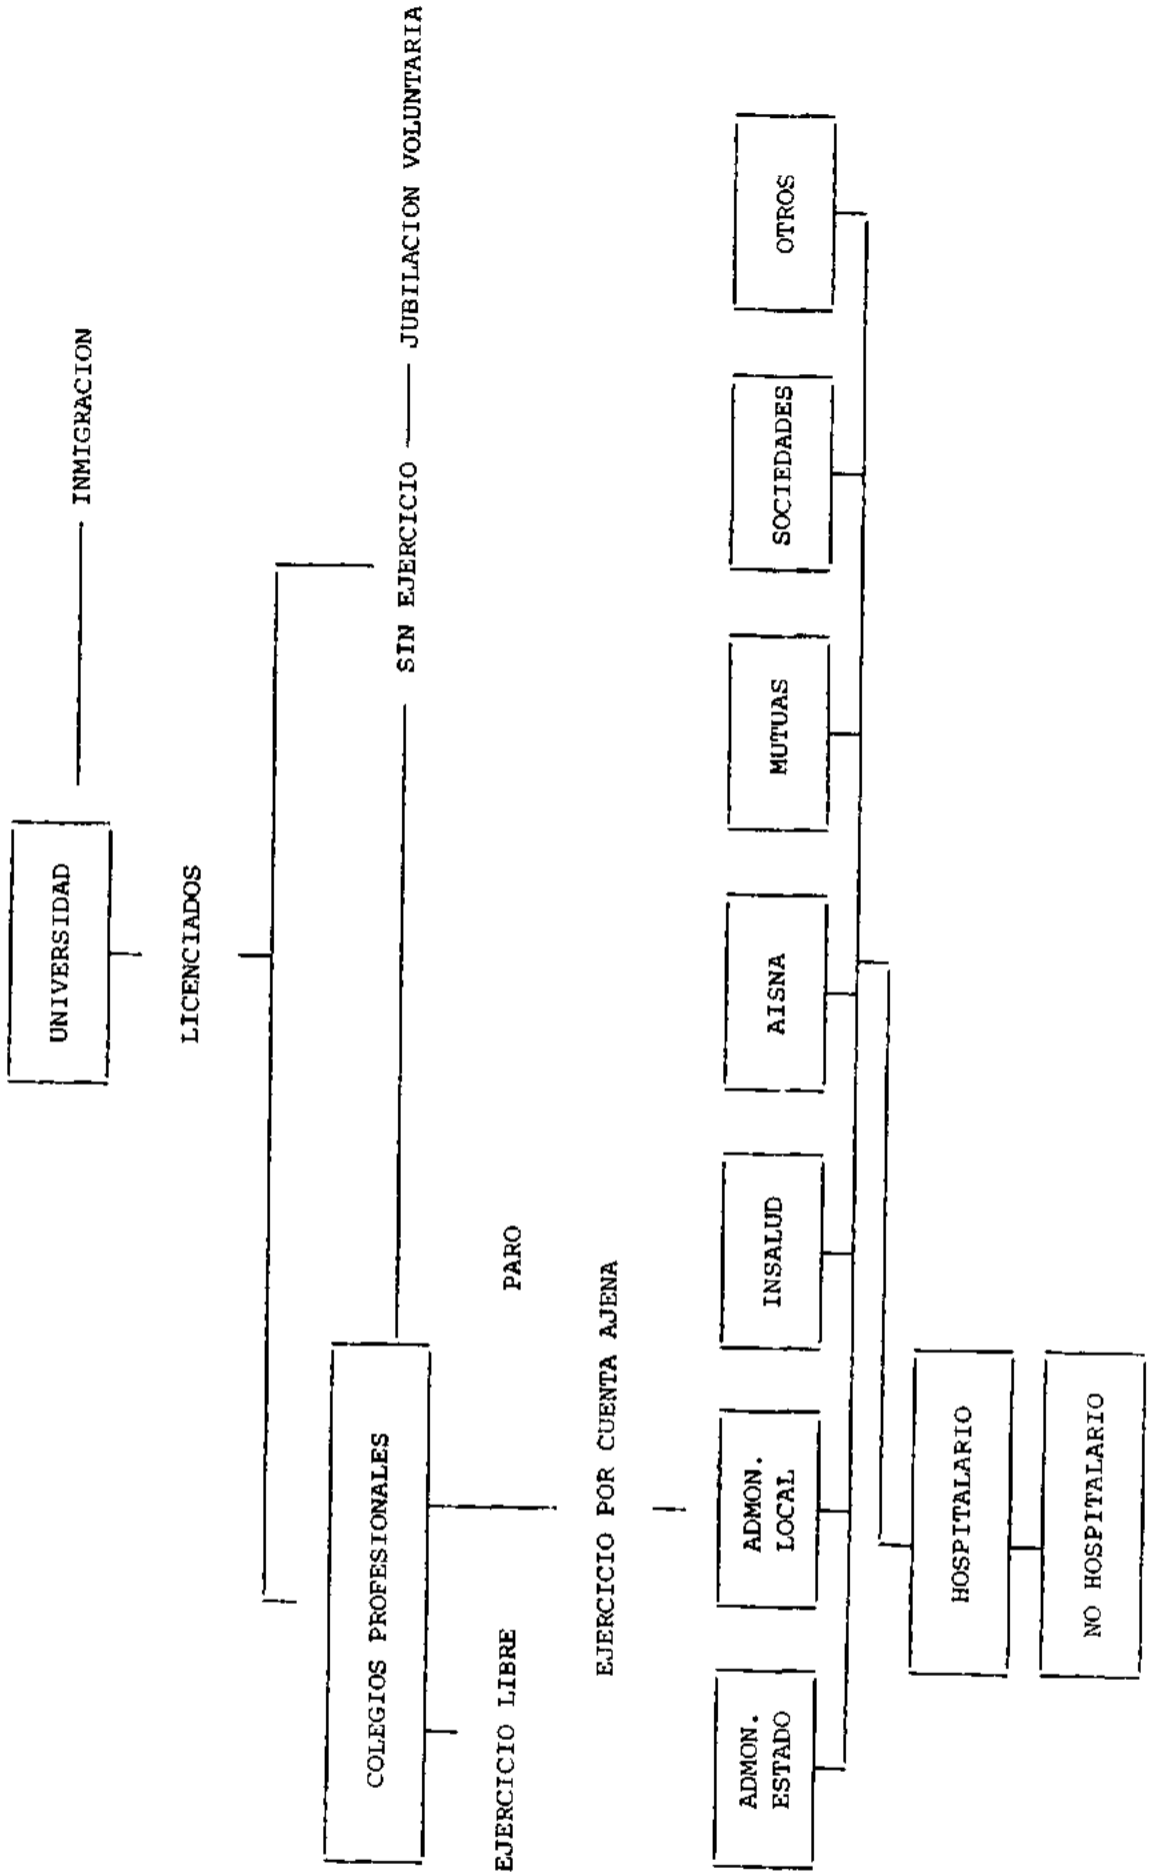 UNIVERSIDAD
INMIGRACION
LICENCIADOS
COLEGIOS PROFESIONALES
SIN EJERCICIO
JUBILACION VOLUNTARIA
EJERCICIO LIBRE
PARO
EJERCICIO POR CUENTA AJENA
ADMON.
ESTADO
ADMON.
LOCAL
INSALUD
AISNA
MUTUAS
SOCIEDADES
OTROS
HOSPITALARIO
NO HOSPITALARIO